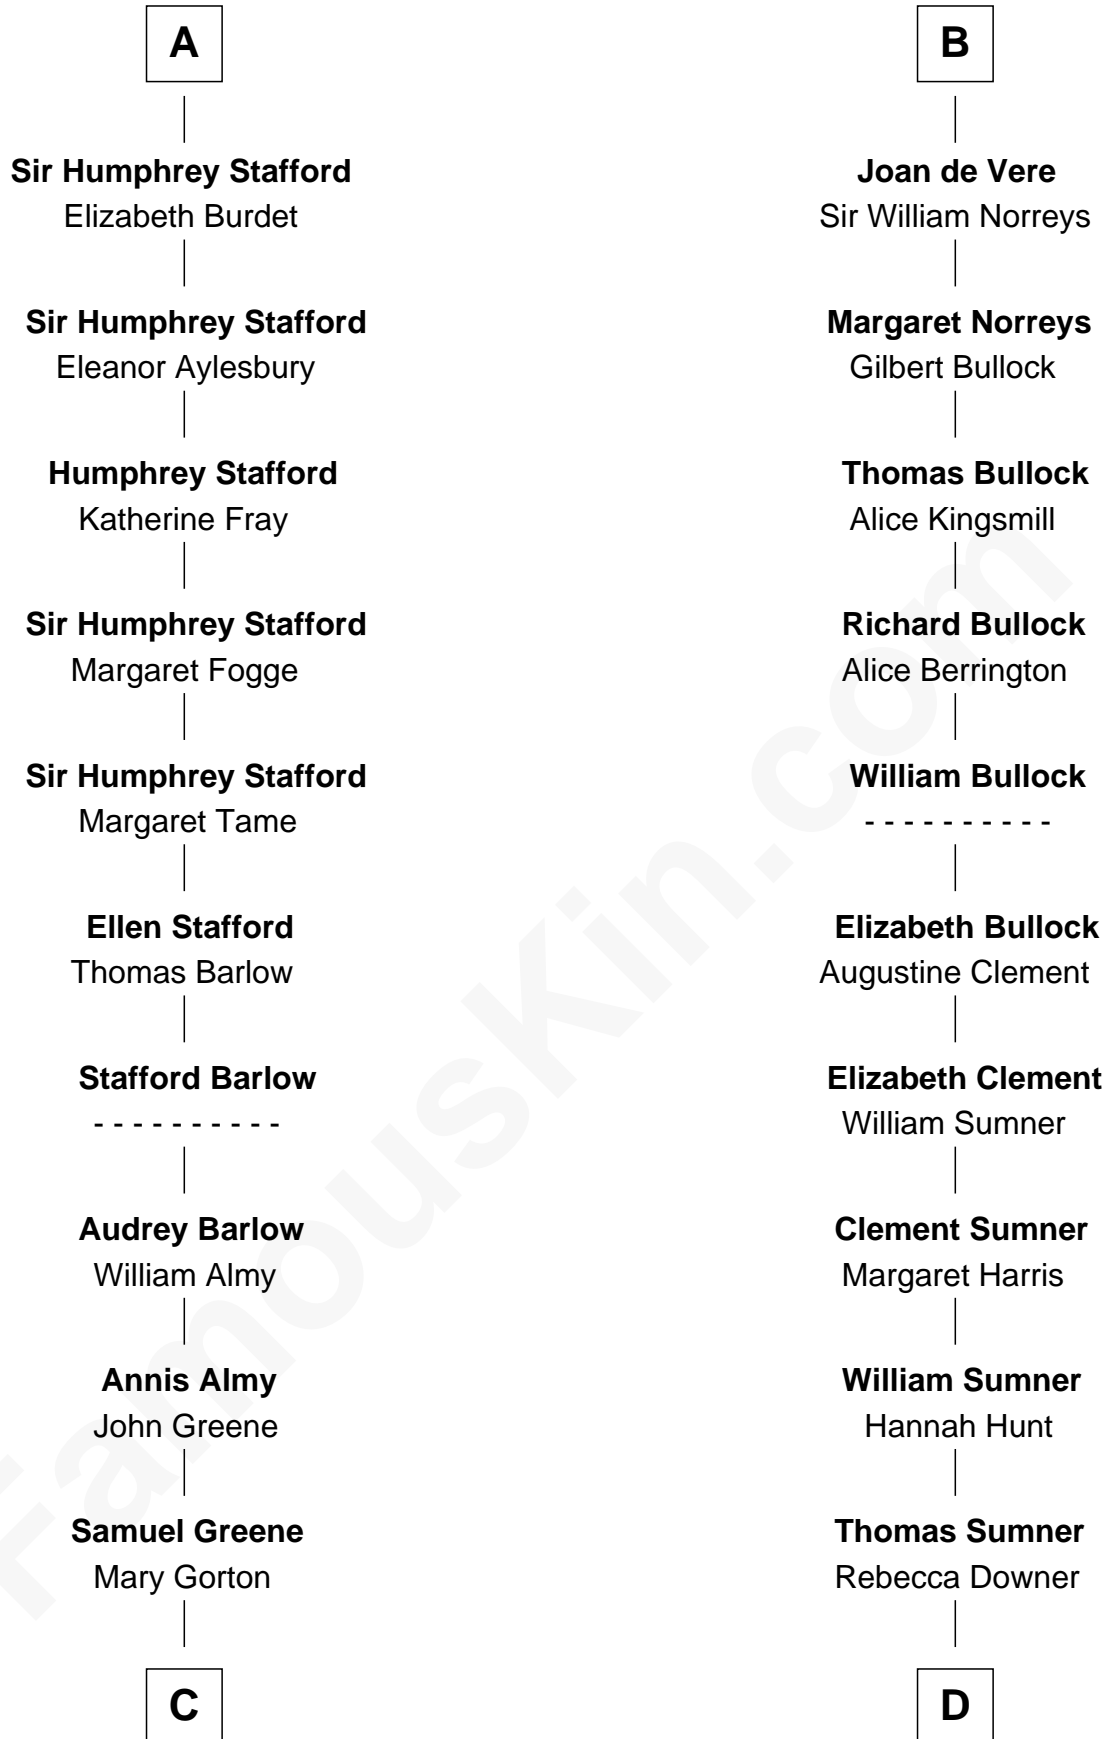 A
Sir Humphrey Stafford
Elizabeth Burdet
Sir Humphrey Stafford
Eleanor Aylesbury
Humphrey Stafford
Katherine Fray
Sir Humphrey Stafford
Margaret Fogge
Sir Humphrey Stafford
Margaret Tame
Ellen Stafford
Thomas Barlow
Stafford Barlow
- - - - - - - - - -
Audrey Barlow
William Almy
Annis Almy
John Greene
Samuel Greene
Mary Gorton
C
B
Joan de Vere
Sir William Norreys
Margaret Norreys
Gilbert Bullock
Thomas Bullock
Alice Kingsmill
Richard Bullock
Alice Berrington
William Bullock
- - - - - - - - - -
Elizabeth Bullock
Augustine Clement
Elizabeth Clement
William Sumner
Clement Sumner
Margaret Harris
William Sumner
Hannah Hunt
Thomas Sumner
Rebecca Downer
D
FamousKin.com